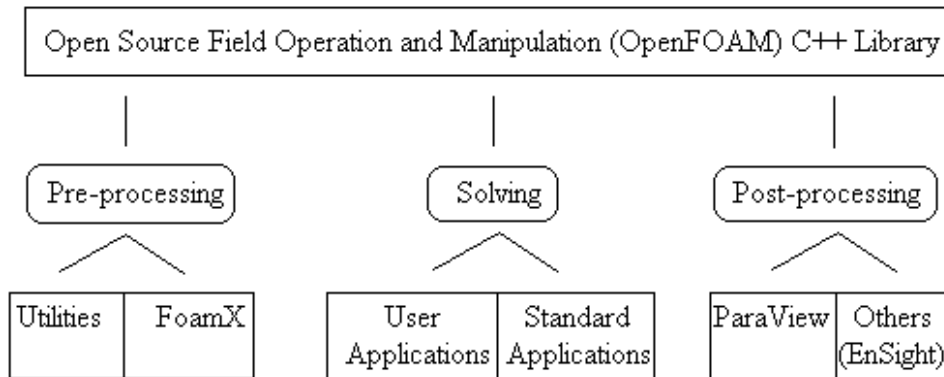 Open Source Field Operation and Manipulation (OpenFOAM) C++ Library
Pre-processing
Solving
Post-processing
Utilities
FoamX
User
Applications
Standard
Applications
ParaView
Others
(EnSight)